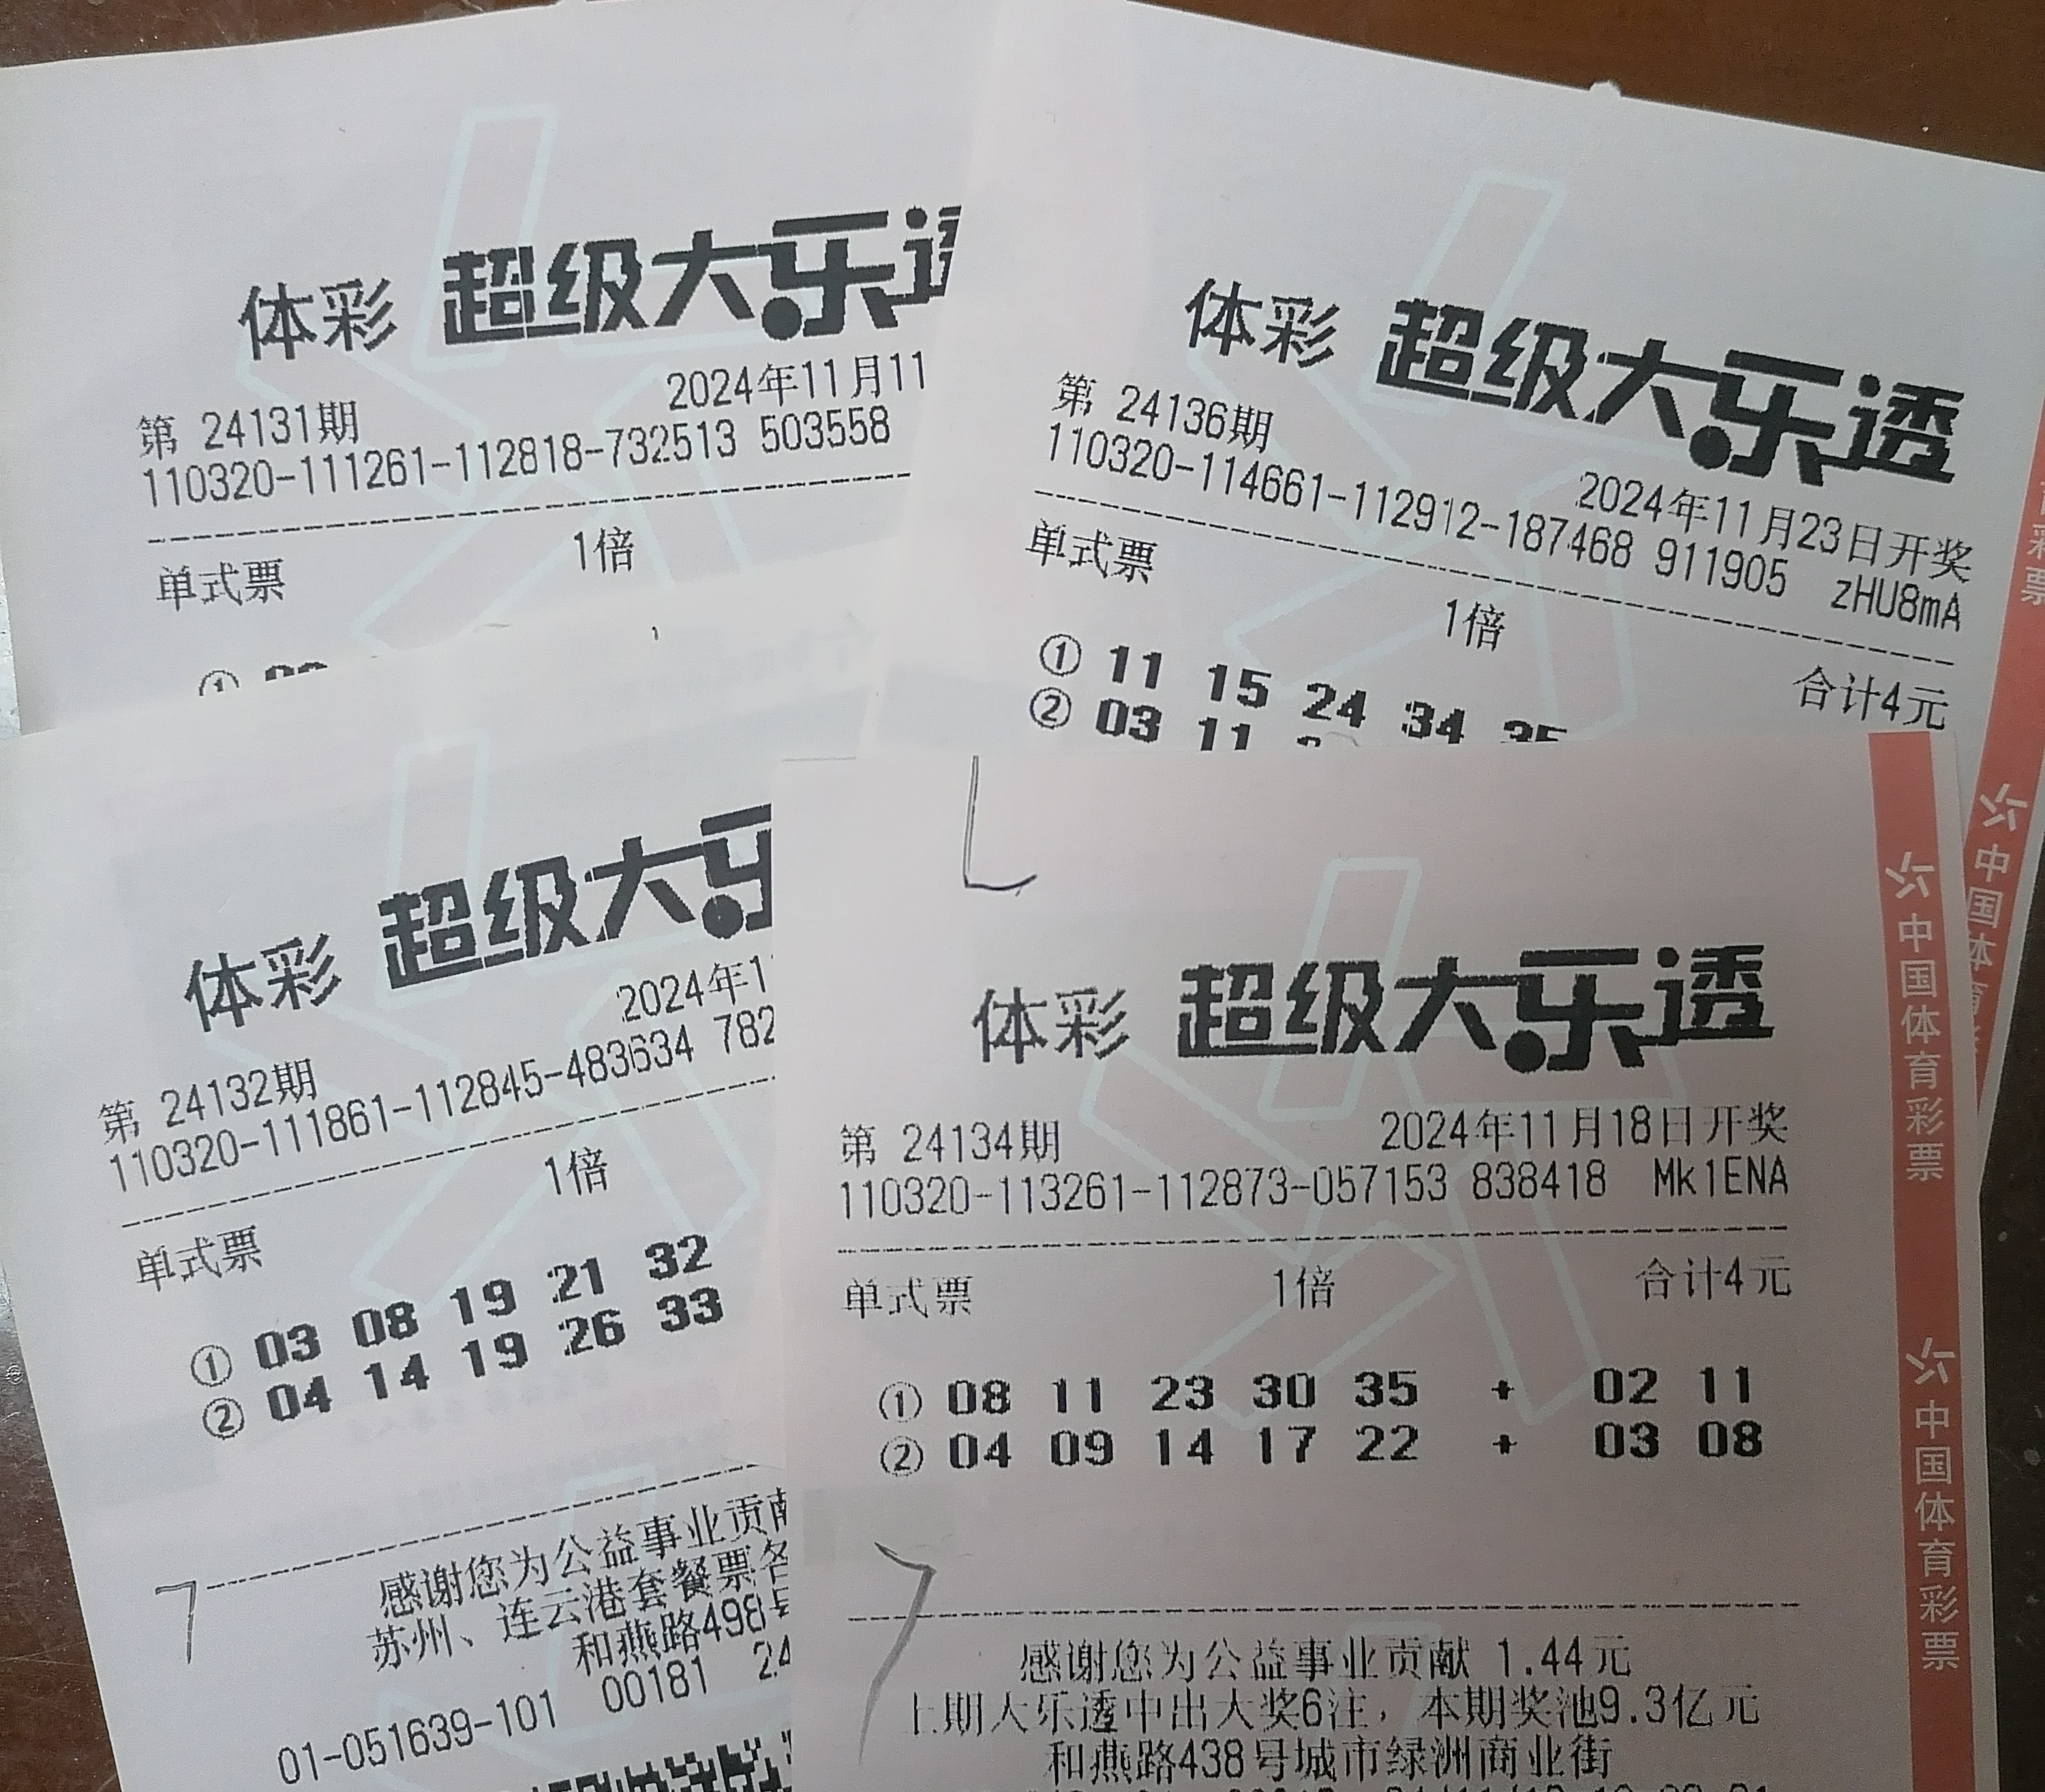 体彩 超级大乐透
2024年11月11
第 24131期
110320-111261-112818-732513 503558
单式票 1倍
①
体彩 超级大乐透
第 24136期
2024年11月23日开奖
110320-114661-112912-187468 911905 zHU8mA
单式票 1倍 合计4元
① 11 15 24 34 35
② 03 11
体彩 超级大乐
2024年1
第 24132期
110320-111861-112845-483634 782
单式票 1倍
① 03 08 19 21 32
② 04 14 19 26 33
感谢您为公益事业贡献
苏州、连云港套餐票各
和燕路498号
01-051639-101 00181 24
7
体彩 超级大乐透
第 24134期 2024年11月18日开奖
110320-113261-112873-057153 838418 Mk1ENA
单式票 1倍 合计4元
① 08 11 23 30 35 + 02 11
② 04 09 14 17 22 + 03 08
7
感谢您为公益事业贡献 1.44元
上期大乐透中出大奖6注，本期奖池9.3亿元
和燕路438号城市绿洲商业街
中国体育彩票
中国体育彩票
彩票
中国体育